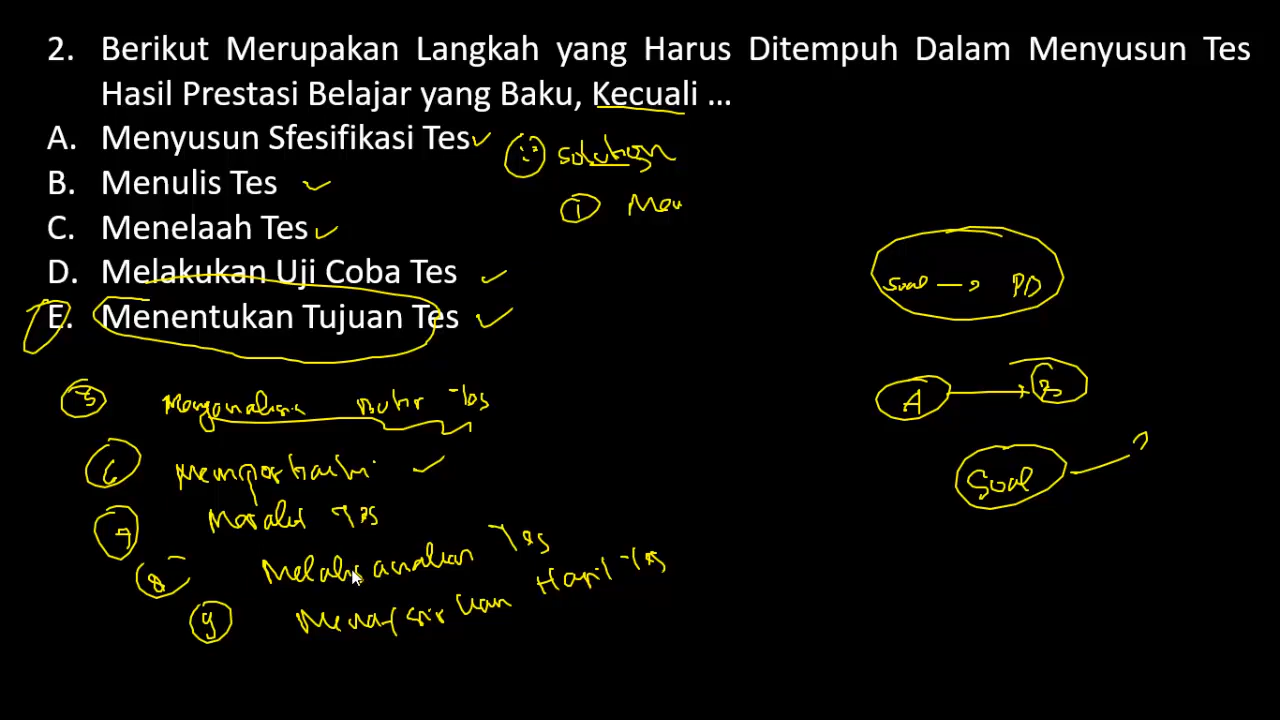 2. Berikut Merupakan Langkah yang Harus Ditempuh Dalam Menyusun Tes
Hasil Prestasi Belajar yang Baku, Kecuali ...
A. Menyusun Sfesifikasi Tes
solution
B. Menulis Tes
1 Men
C. Menelaah Tes
D. Melakukan Uji Coba Tes
Soal → PD
E. Menentukan Tujuan Tes
5 Menganalisis Butir Tes
A → B
6 Memperbaiki
Soal
7 Merakit Tes
8 Melaksanakan Tes
9 Menafsirkan Hasil Tes